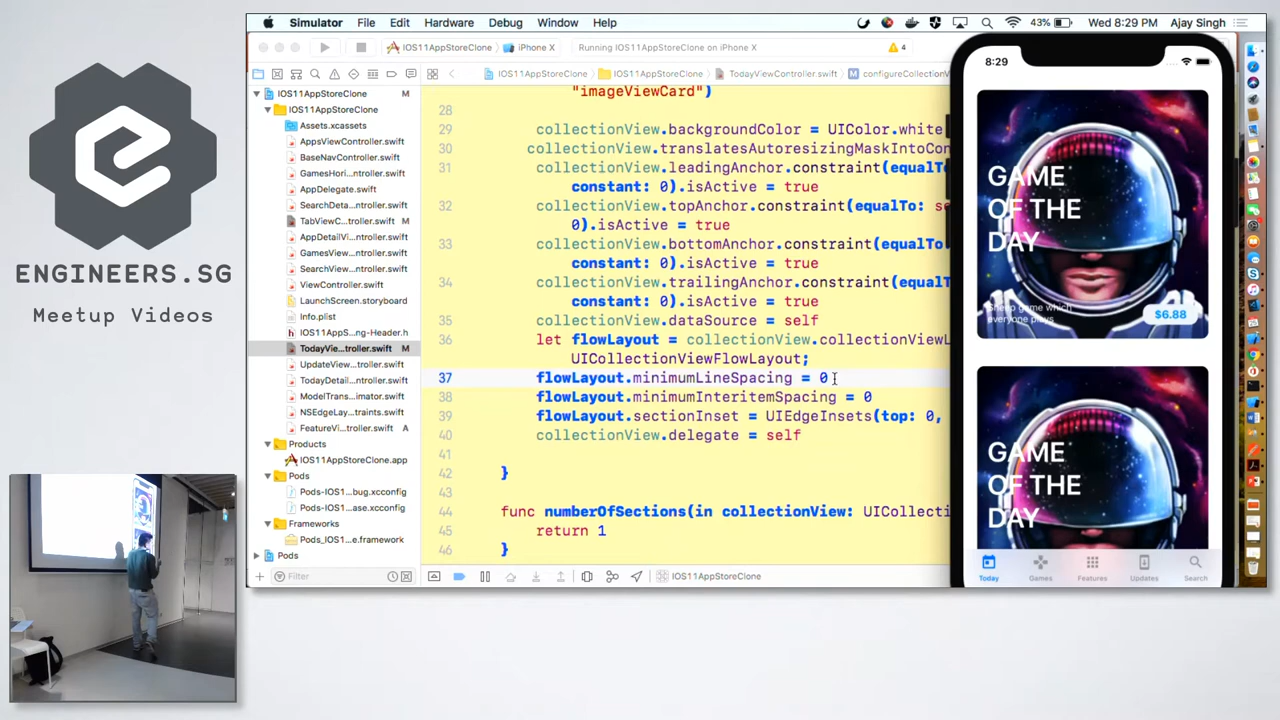 ENGINEERS.SG
Meetup Videos
Simulator File Edit Hardware Debug Window Help
43% Wed 8:29 PM Ajay Singh
IOS11AppStoreClone iPhone X Running IOS11AppStoreClone on iPhone X 4
IOS11AppStoreClone IOS11AppStoreClone TodayViewController.swift M configureCollectionV
IOS11AppStoreClone M
IOS11AppStoreClone
Assets.xcassets
AppsViewController.swift
BaseNavController.swift
GamesHori...ntroller.swift
AppDelegate.swift
SearchDeta...ntroller.swift
TabViewC...troller.swift M
AppDetailVi...ntroller.swift
GamesView...troller.swift
SearchView...troller.swift
ViewController.swift
LaunchScreen.storyboard
Info.plist
IOS11AppS...ng-Header.h
TodayVie...troller.swift M
UpdateView...troller.swift
TodayDetail...troller.swift
ModelTrans...imator.swift
NSEdgeLay...traints.swift
FeatureVi...troller.swift A
Products
IOS11AppStoreClone.app
Pods
Pods-IOS1...bug.xcconfig
Pods-IOS1...ase.xcconfig
Frameworks
Pods_IOS1...e.framework
Pods
Filter
"imageViewCard")
28
29 collectionView.backgroundColor = UIColor.white
30 collectionView.translatesAutoresizingMaskIntoCon
31 collectionView.leadingAnchor.constraint(equalTo
constant: 0).isActive = true
32 collectionView.topAnchor.constraint(equalTo: se
0).isActive = true
33 collectionView.bottomAnchor.constraint(equalTo
constant: 0).isActive = true
34 collectionView.trailingAnchor.constraint(equalT
constant: 0).isActive = true
35 collectionView.dataSource = self
36 let flowLayout = collectionView.collectionViewL
UICollectionViewFlowLayout;
37 flowLayout.minimumLineSpacing = 0
38 flowLayout.minimumInteritemSpacing = 0
39 flowLayout.sectionInset = UIEdgeInsets(top: 0,
40 collectionView.delegate = self
41
42 }
43
44 func numberOfSections(in collectionView: UICollecti
45 return 1
46 }
IOS11AppStoreClone
8:29
GAME
OF THE
DAY
Sheep game which
everyone plays
$6.88
GAME
OF THE
DAY
Today Games Features Updates Search